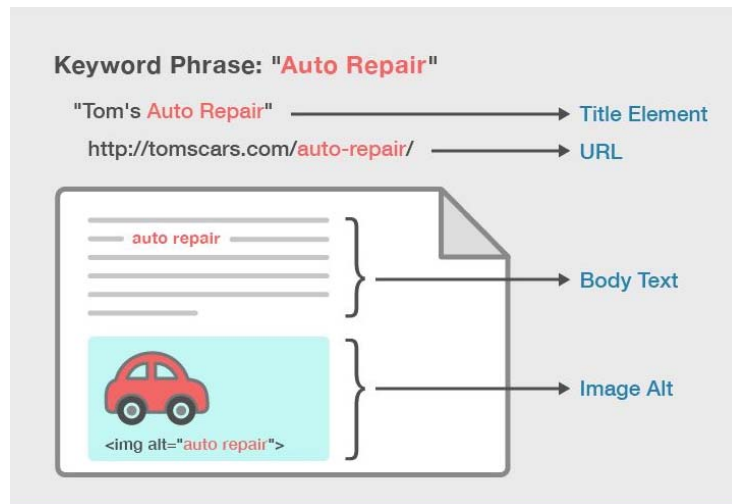 Keyword Phrase: "Auto Repair"
"Tom's Auto Repair"
Title Element
http://tomscars.com/auto-repair/
URL
auto repair
Body Text
<img alt="auto repair">
Image Alt